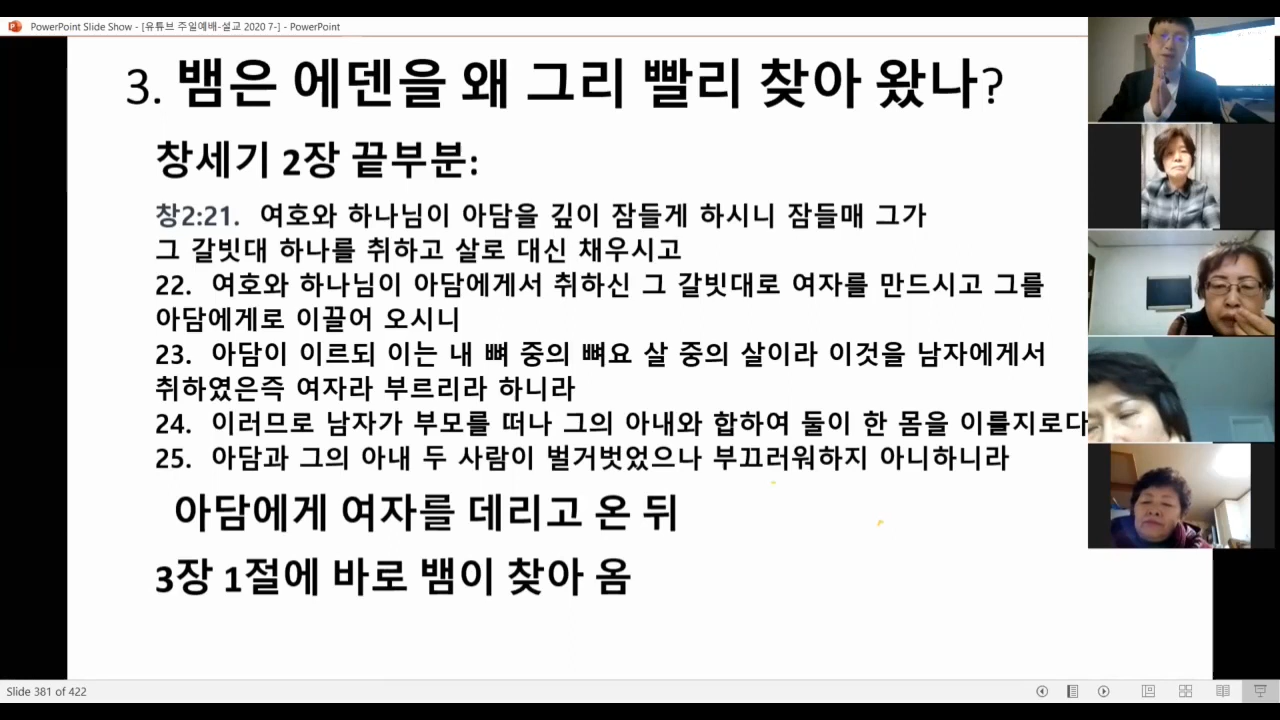 PowerPoint Slide Show - [유튜브 주일예배-설교 2020 7-] - PowerPoint
3. 뱀은 에덴을 왜 그리 빨리 찾아 왔나?
창세기 2장 끝부분:
창2:21. 여호와 하나님이 아담을 깊이 잠들게 하시니 잠들매 그가
그 갈빗대 하나를 취하고 살로 대신 채우시고
22. 여호와 하나님이 아담에게서 취하신 그 갈빗대로 여자를 만드시고 그를
아담에게로 이끌어 오시니
23. 아담이 이르되 이는 내 뼈 중의 뼈요 살 중의 살이라 이것을 남자에게서
취하였은즉 여자라 부르리라 하니라
24. 이러므로 남자가 부모를 떠나 그의 아내와 합하여 둘이 한 몸을 이룰지로다
25. 아담과 그의 아내 두 사람이 벌거벗었으나 부끄러워하지 아니하니라
아담에게 여자를 데리고 온 뒤
3장 1절에 바로 뱀이 찾아 옴
Slide 381 of 422